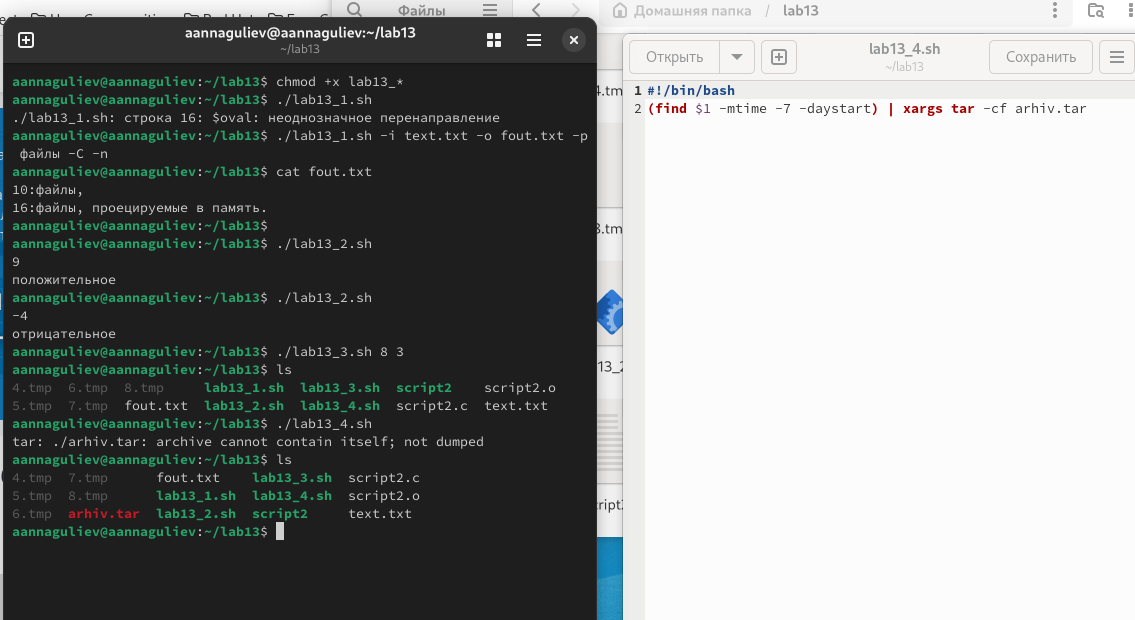 Файлы
Домашняя папка / lab13
aannaguliev@aannaguliev:~/lab13
~/lab13
aannaguliev@aannaguliev:~/lab13$ chmod +x lab13_*
aannaguliev@aannaguliev:~/lab13$ ./lab13_1.sh
./lab13_1.sh: строка 16: $oval: неоднозначное перенаправление
aannaguliev@aannaguliev:~/lab13$ ./lab13_1.sh -i text.txt -o fout.txt -p
файлы -C -n
aannaguliev@aannaguliev:~/lab13$ cat fout.txt
10:файлы,
16:файлы, проецируемые в память.
aannaguliev@aannaguliev:~/lab13$
aannaguliev@aannaguliev:~/lab13$ ./lab13_2.sh
9
положительное
aannaguliev@aannaguliev:~/lab13$ ./lab13_2.sh
-4
отрицательное
aannaguliev@aannaguliev:~/lab13$ ./lab13_3.sh 8 3
aannaguliev@aannaguliev:~/lab13$ ls
4.tmp 6.tmp 8.tmp lab13_1.sh lab13_3.sh script2 script2.o
5.tmp 7.tmp fout.txt lab13_2.sh lab13_4.sh script2.c text.txt
aannaguliev@aannaguliev:~/lab13$ ./lab13_4.sh
tar: ./arhiv.tar: archive cannot contain itself; not dumped
aannaguliev@aannaguliev:~/lab13$ ls
4.tmp 7.tmp fout.txt lab13_3.sh script2.c
5.tmp 8.tmp lab13_1.sh lab13_4.sh script2.o
6.tmp arhiv.tar lab13_2.sh script2 text.txt
aannaguliev@aannaguliev:~/lab13$
Открыть
lab13_4.sh
~/lab13
Сохранить
1 #!/bin/bash
2 (find $1 -mtime -7 -daystart) | xargs tar -cf arhiv.tar